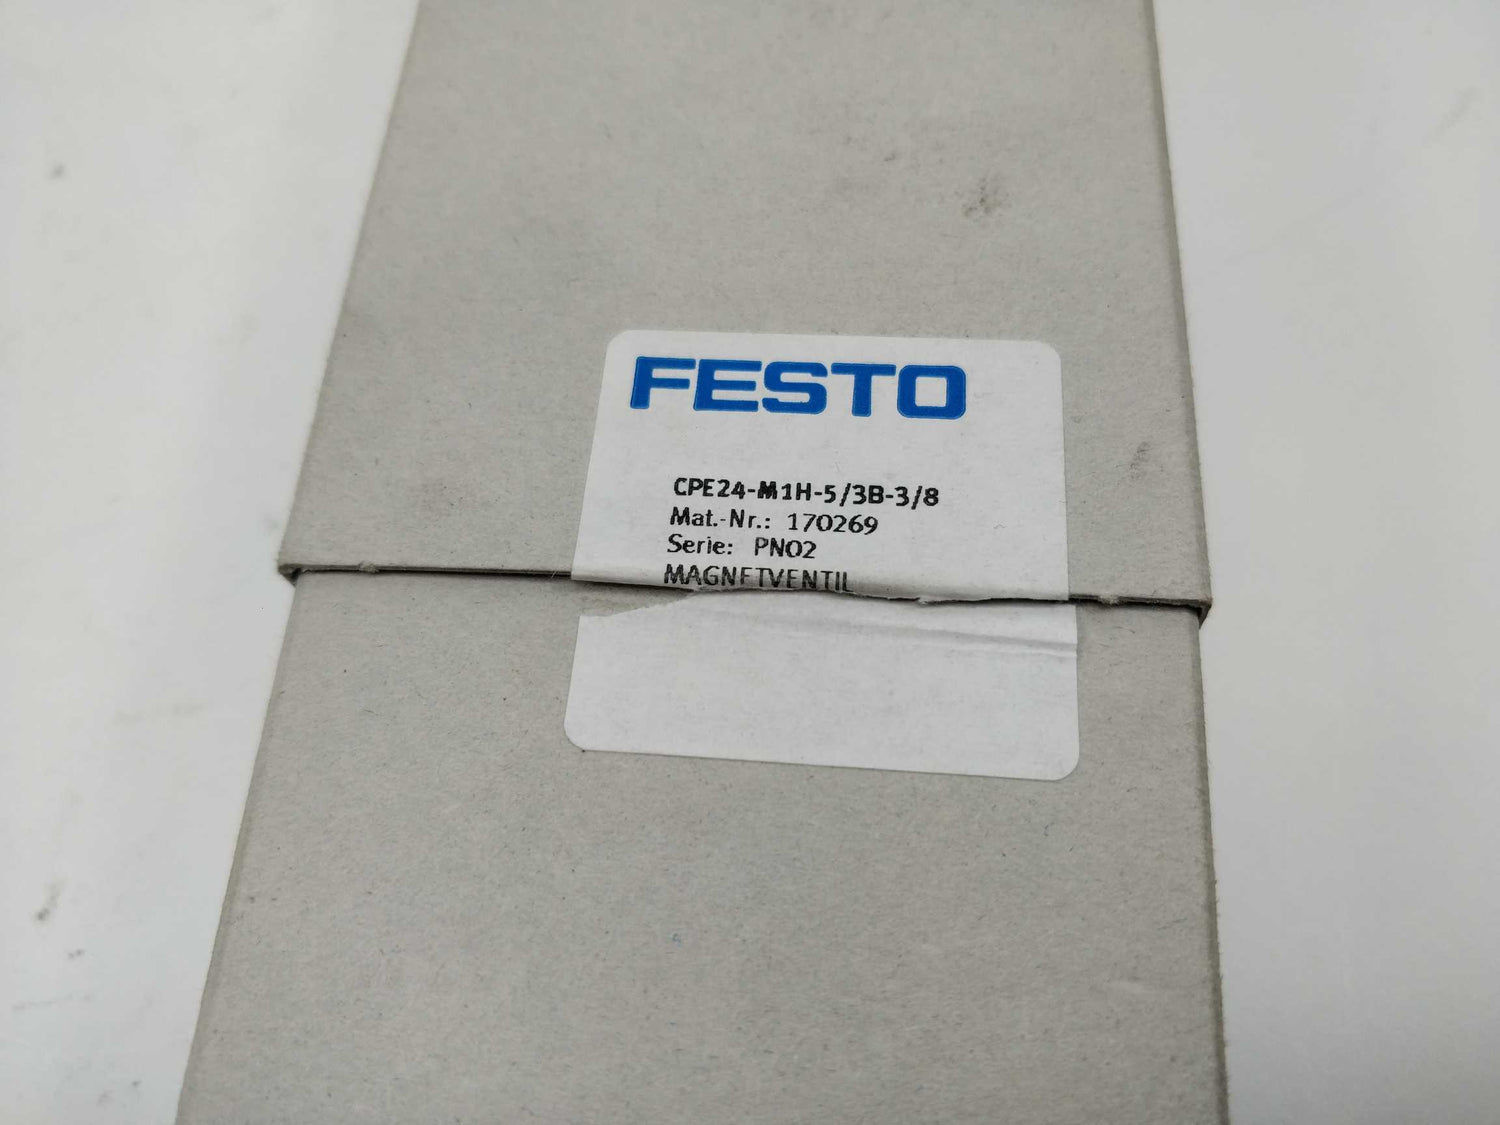 FESTO
CPE24-M1H-5/3B-3/8
Mat.-Nr.: 170269
Serie: PN02
MAGNETVENTIL